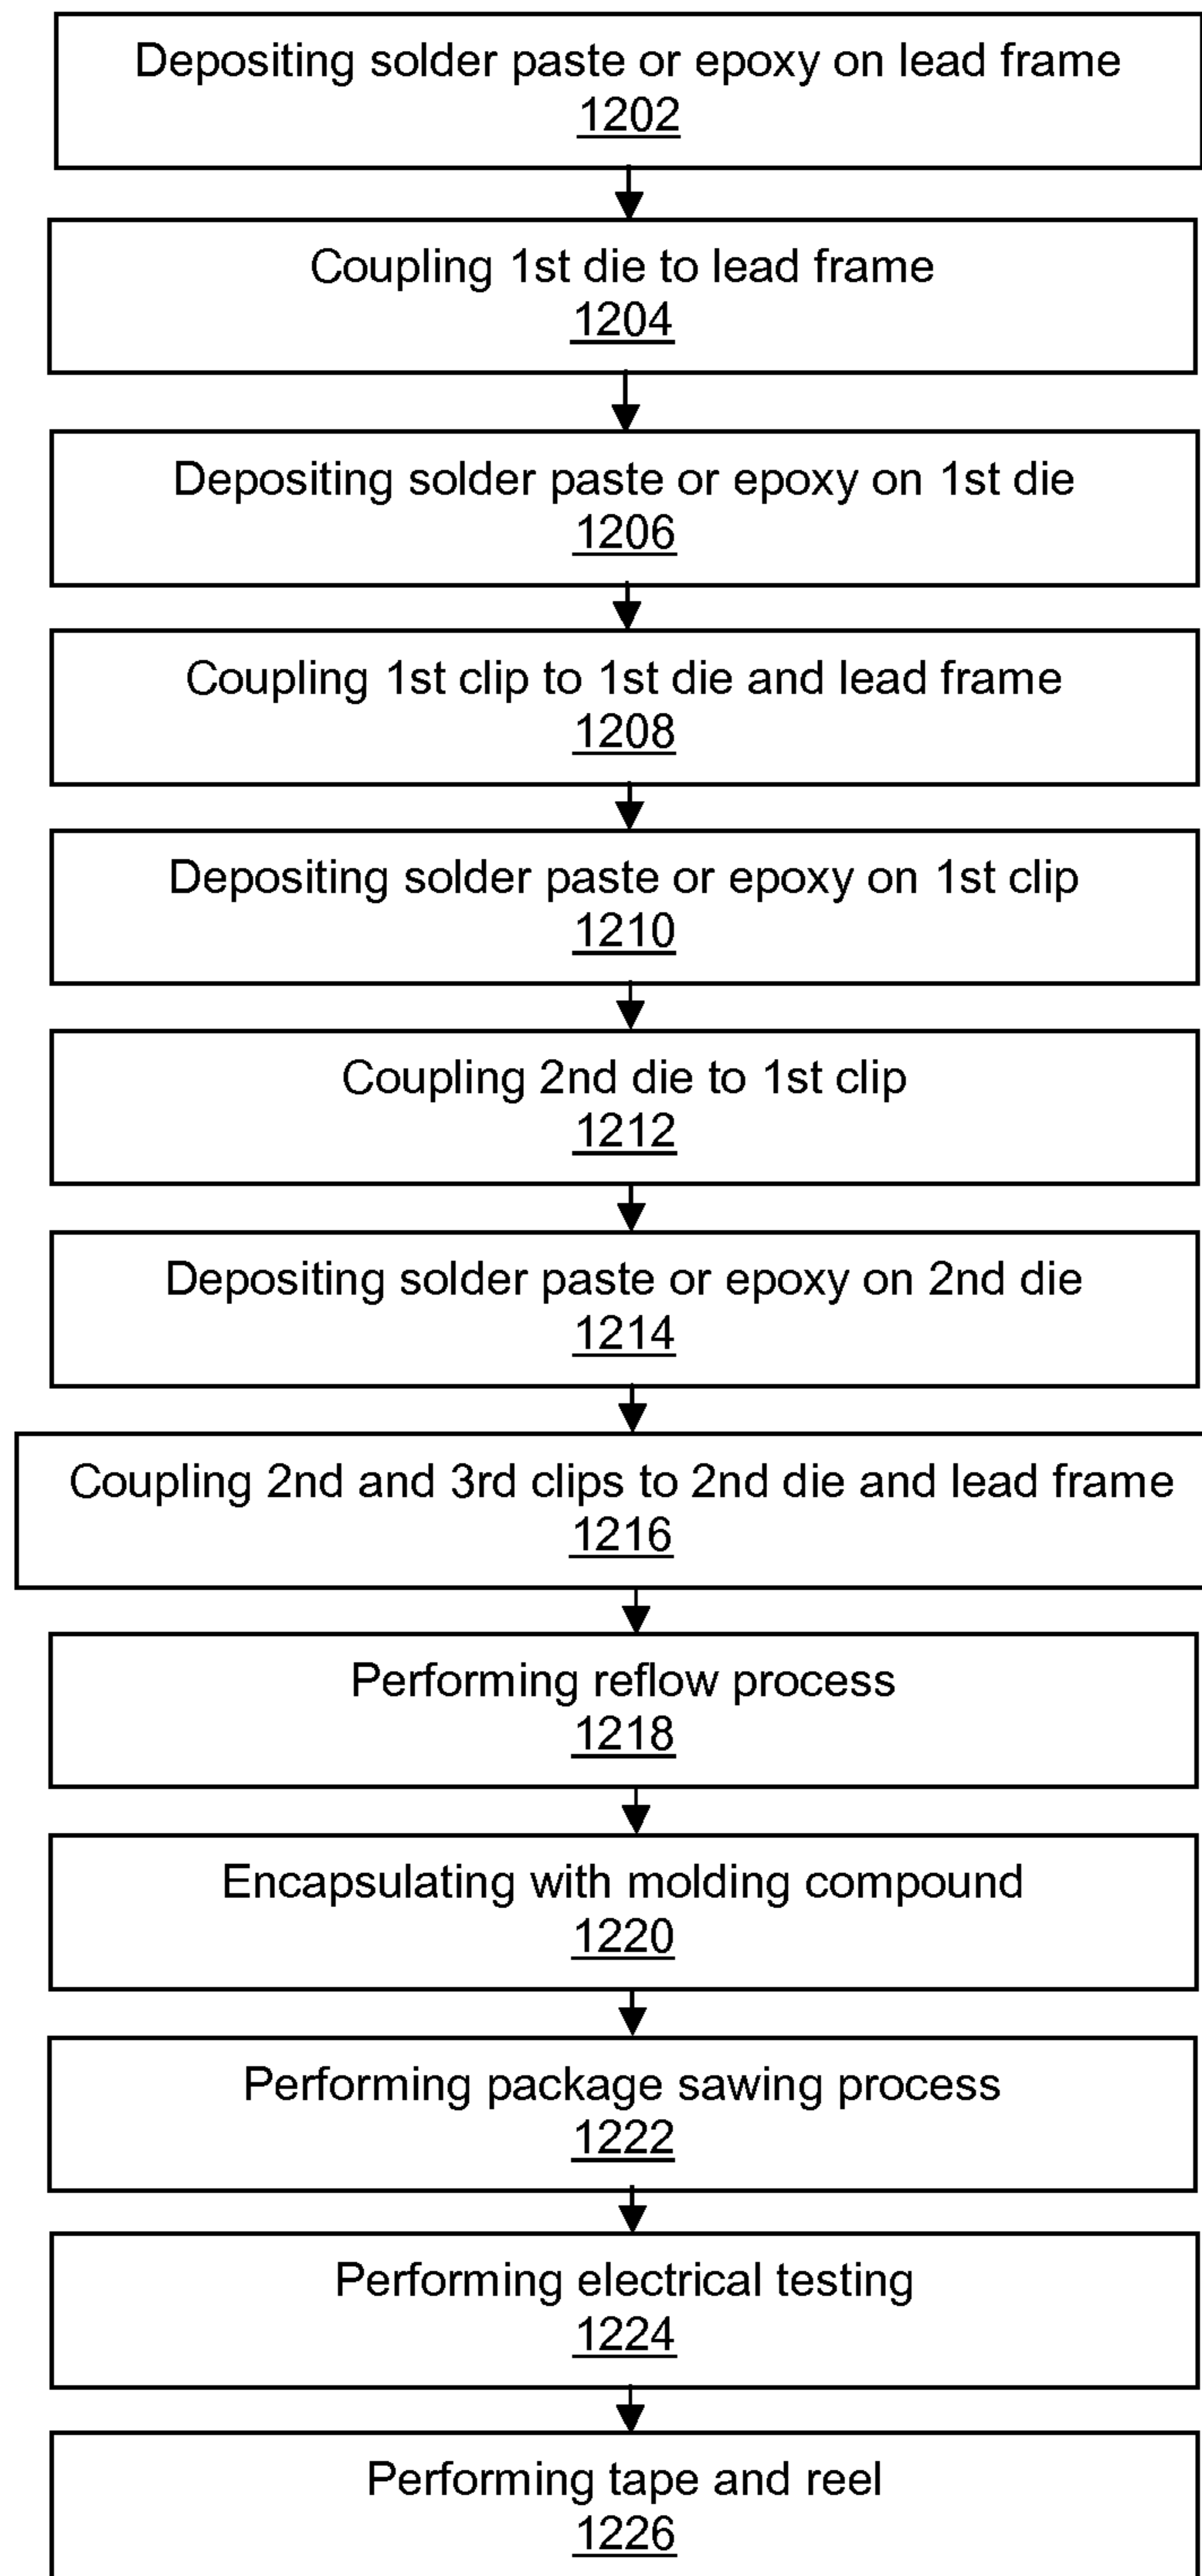 Depositing solder paste or epoxy on lead frame
1202
Coupling 1st die to lead frame
1204
Depositing solder paste or epoxy on 1st die
1206
Coupling 1st clip to 1st die and lead frame
1208
Depositing solder paste or epoxy on 1st clip
1210
Coupling 2nd die to 1st clip
1212
Depositing solder paste or epoxy on 2nd die
1214
Coupling 2nd and 3rd clips to 2nd die and lead frame
1216
Performing reflow process
1218
Encapsulating with molding compound
1220
Performing package sawing process
1222
Performing electrical testing
1224
Performing tape and reel
1226